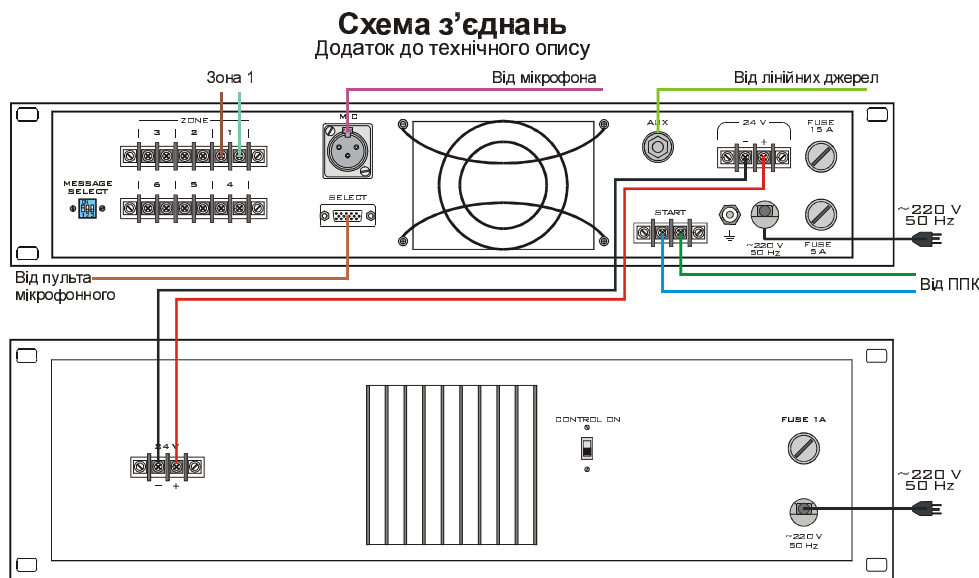 Схема з’єднань
Додаток до технічного опису
Зона 1
Від мікрофона
Від лінійних джерел
ZONE
3 2 1
MIC
AUX
24 V
- +
FUSE
15 A
MESSAGE
SELECT
6 5 4
SELECT
START
~220 V
50 Hz
FUSE
5 A
~220 V
50 Hz
Від пульта
мікрофонного
Від ППК
24 V
- +
CONTROL ON
FUSE 1A
~220 V
50 Hz
~220 V
50 Hz